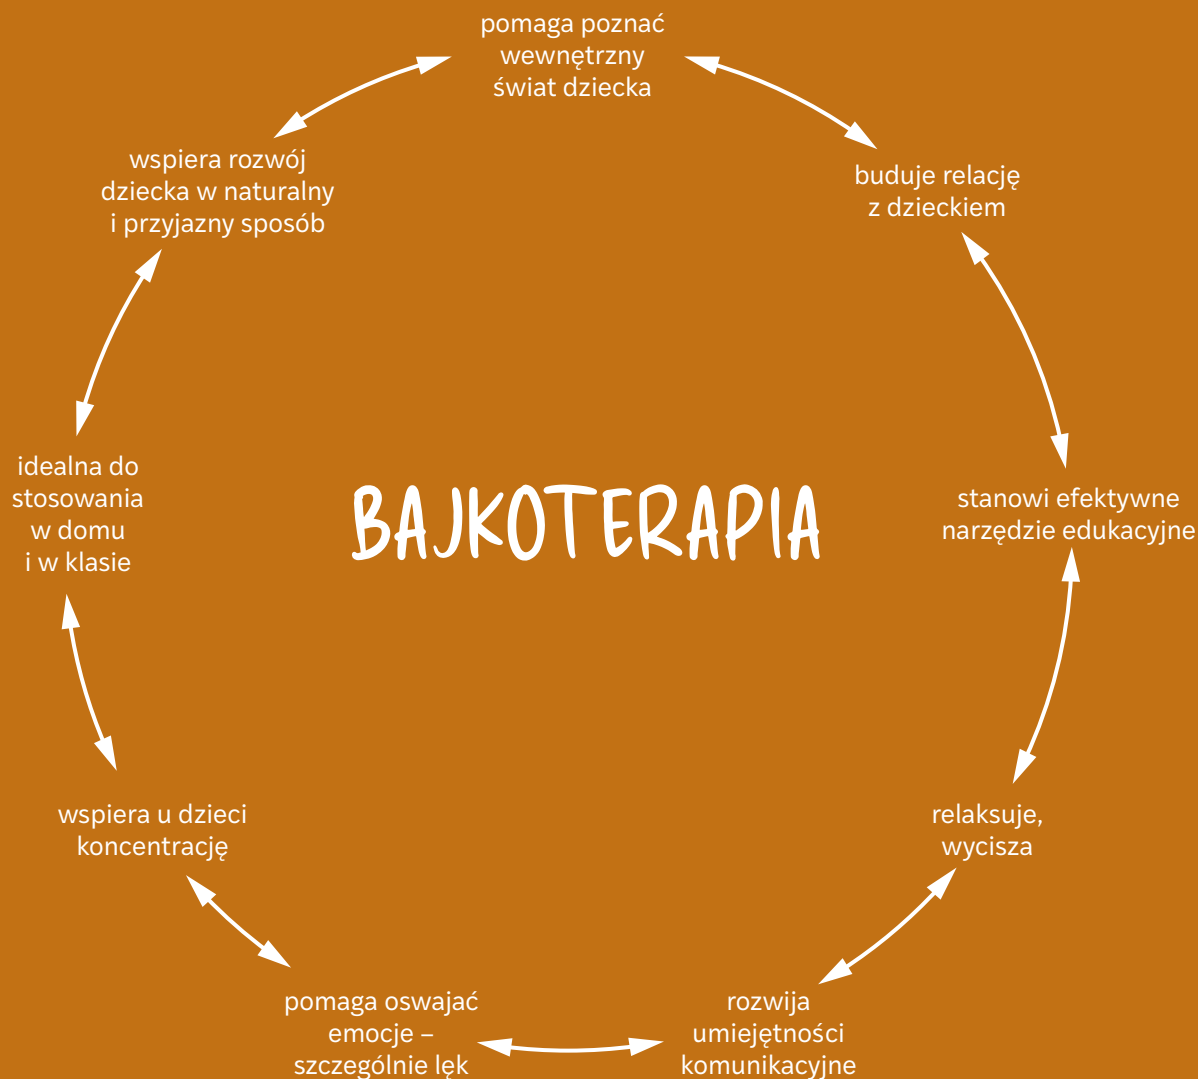 pomaga poznać
wewnętrzny
świat dziecka
buduje relację
z dzieckiem
stanowi efektywne
narzędzie edukacyjne
relaksuje,
wycisza
rozwija
umiejętności
komunikacyjne
pomaga oswajać
emocje –
szczególnie lęk
wspiera u dzieci
koncentrację
idealna do
stosowania
w domu
i w klasie
wspiera rozwój
dziecka w naturalny
i przyjazny sposób
BAJKOTERAPIA